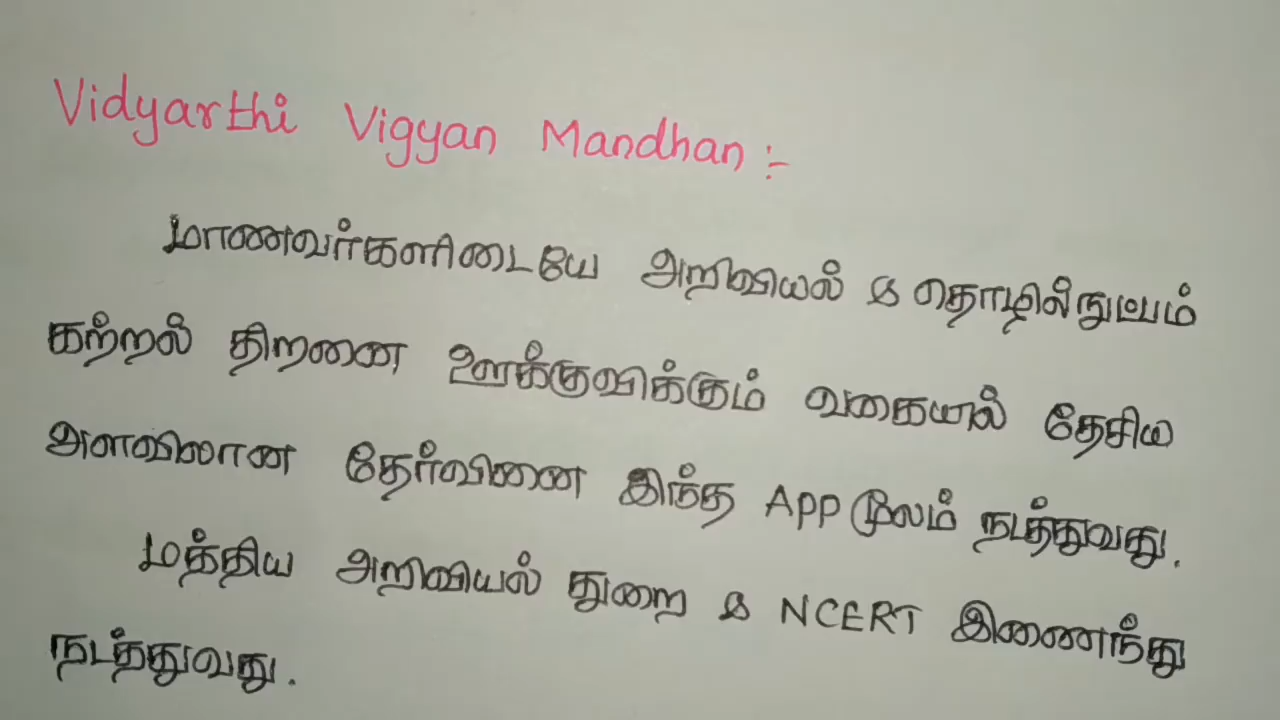 Vidyarthi Vigyan Mandhan :-
மாணவர்களிடையே அறிவியல் & தொழில்நுட்பம்
கற்றல் திறனை ஊக்குவிக்கும் வகையில் தேசிய
அளவிலான தேர்வினை இந்த App மூலம் நடத்துவது.
மத்திய அறிவியல் துறை & NCERT இணைந்து
நடத்துவது.